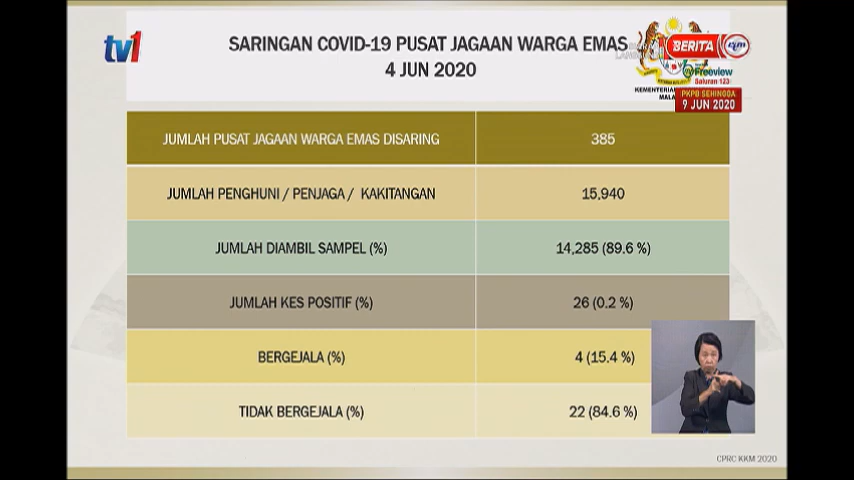 tv1
SARINGAN COVID-19 PUSAT JAGAAN WARGA EMAS
4 JUN 2020
BERITA rtm
Freeview
Saluran 123
KEMENTERIAN
MALA
PKPB SEHINGGA
9 JUN 2020
JUMLAH PUSAT JAGAAN WARGA EMAS DISARING 385
JUMLAH PENGHUNI / PENJAGA / KAKITANGAN 15,940
JUMLAH DIAMBIL SAMPEL (%) 14,285 (89.6 %)
JUMLAH KES POSITIF (%) 26 (0.2 %)
BERGEJALA (%) 4 (15.4 %)
TIDAK BERGEJALA (%) 22 (84.6 %)
CPRC KKM 2020